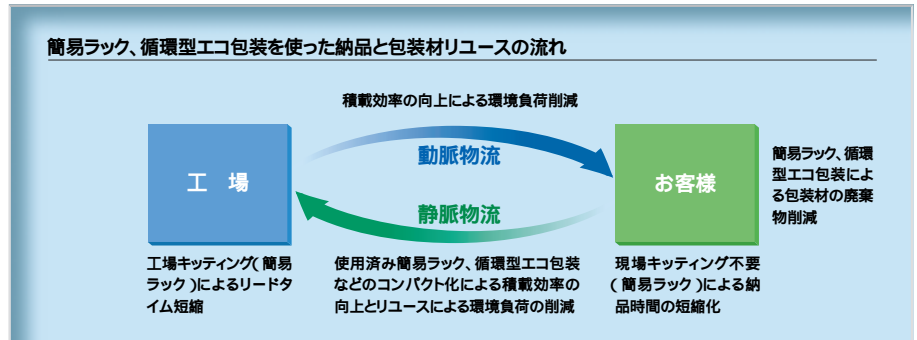 簡易ラック、循環型エコ包装を使った納品と包装材リユースの流れ
積載効率の向上による環境負荷削減
動脈物流
工 場
お客様
簡易ラック、循環
型エコ包装によ
る包装材の廃棄
物削減
静脈物流
工場キッティング(簡易
ラック)によるリードタ
イム短縮
使用済み簡易ラック、循環型エコ包装
などのコンパクト化による積載効率の
向上とリユースによる環境負荷の削減
現場キッティング不要
(簡易ラック)による納
品時間の短縮化